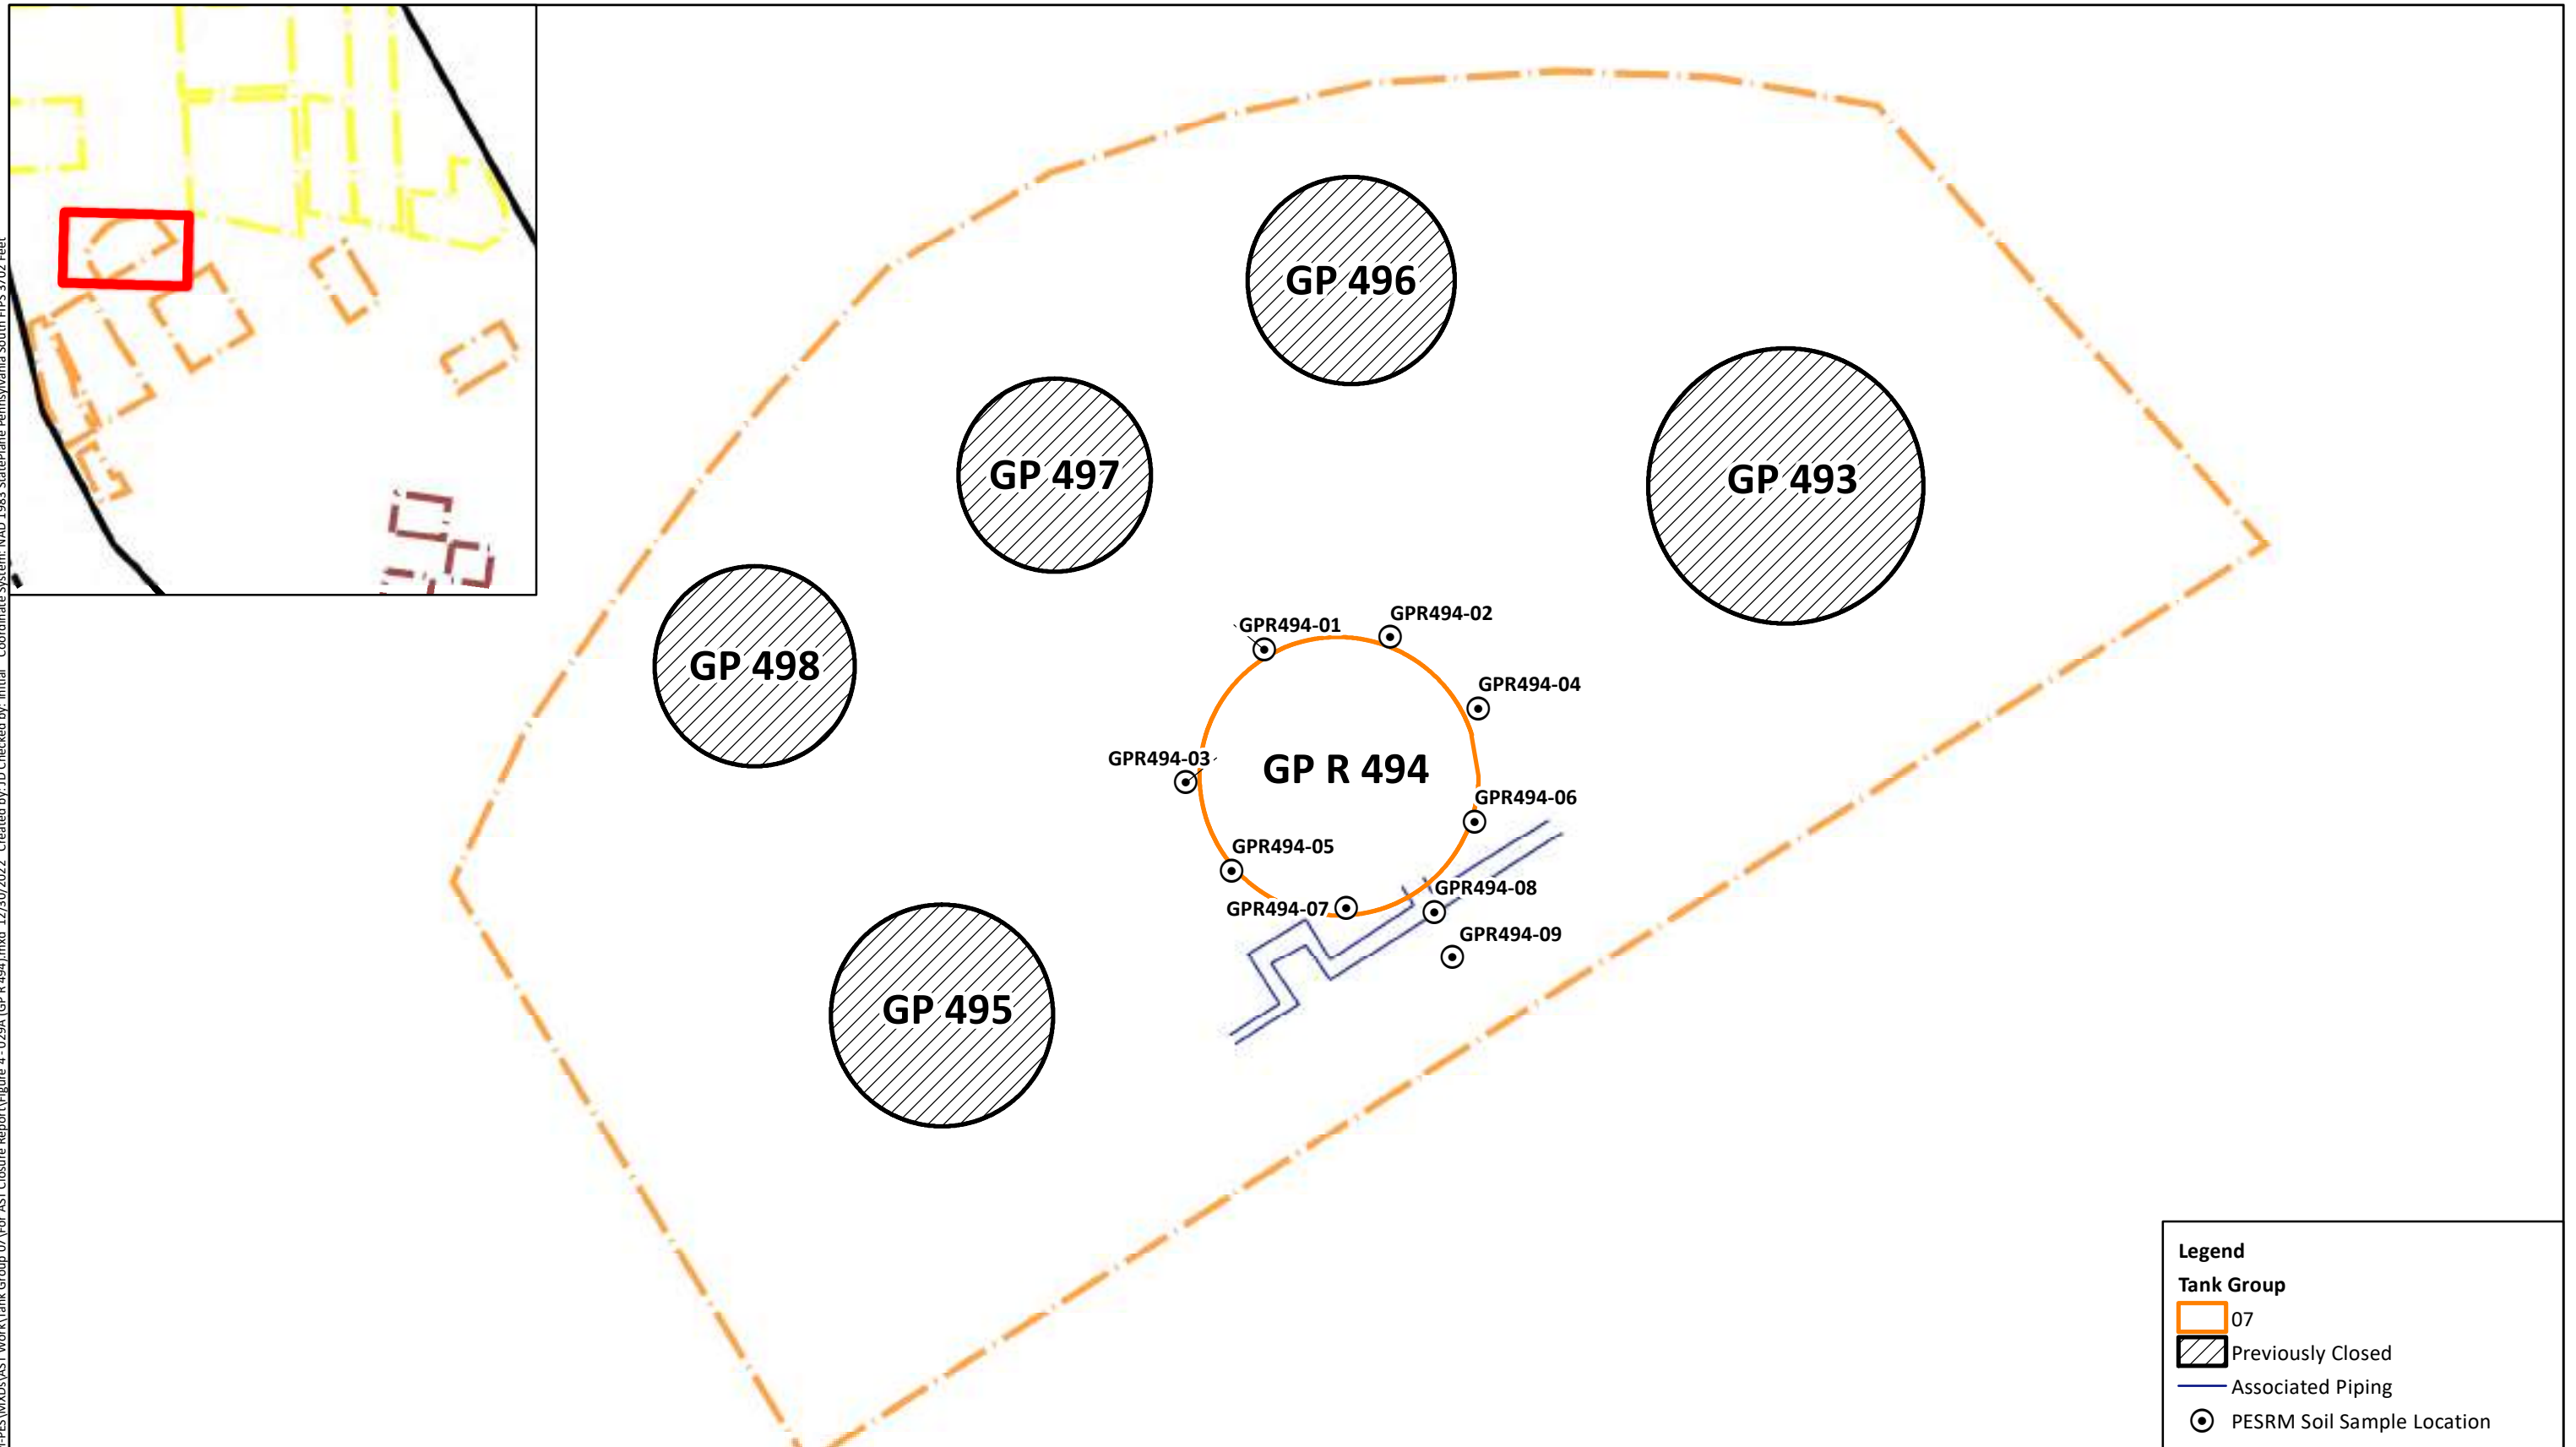 GP 496
GP 497
GP 493
GP 498
GPR494-01
GPR494-02
GPR494-04
GPR494-03
GP R 494
GPR494-06
GPR494-05
GPR494-08
GPR494-07
GPR494-09
GP 495
Legend
Tank Group
07
Previously Closed
Associated Piping
PESRM Soil Sample Location